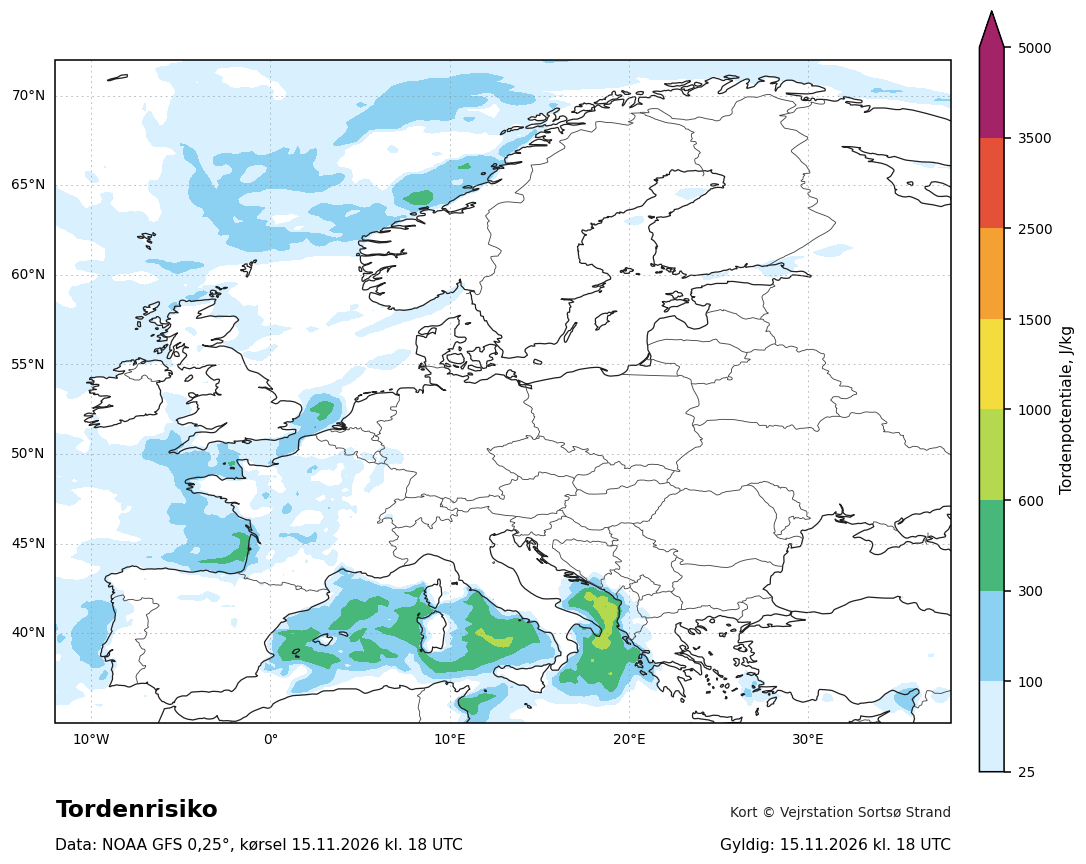 5000
3500
2500
1500
1000
600
300
100
25
Tordenpotentiale, J/kg
70°N
65°N
60°N
55°N
50°N
45°N
40°N
10°W
0°
10°E
20°E
30°E
Tordenrisiko
Kort © Vejrstation Sortsø Strand
Data: NOAA GFS 0,25°, kørsel 15.11.2026 kl. 18 UTC
Gyldig: 15.11.2026 kl. 18 UTC